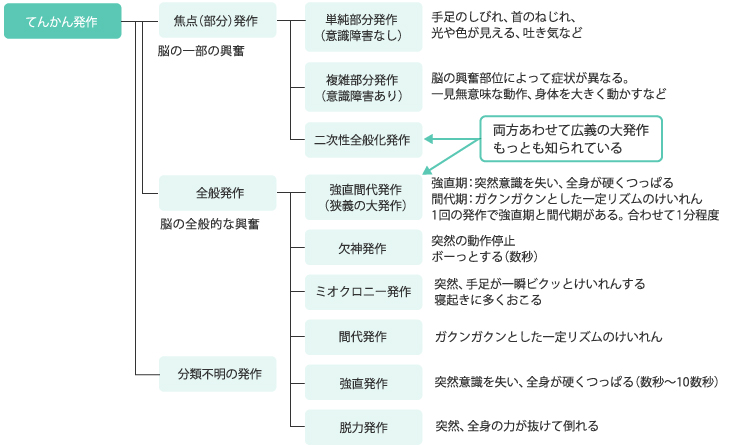 てんかん発作
焦点（部分）発作
脳の一部の興奮
単純部分発作
（意識障害なし）
手足のしびれ、首のねじれ、
光や色が見える、吐き気など
複雑部分発作
（意識障害あり）
脳の興奮部位によって症状が異なる。
一見無意味な動作、身体を大きく動かすなど
二次性全般化発作
両方あわせて広義の大発作
もっとも知られている
全般発作
脳の全般的な興奮
強直間代発作
（狭義の大発作）
強直期：突然意識を失い、全身が硬くつっぱる
間代期：ガクンガクンとした一定リズムのけいれん
1回の発作で強直期と間代期がある。合わせて1分程度
欠神発作
突然の動作停止
ボーっとする（数秒）
ミオクロニー発作
突然、手足が一瞬ビクッとけいれんする
寝起きに多くおこる
間代発作
ガクンガクンとした一定リズムのけいれん
分類不明の発作
強直発作
突然意識を失い、全身が硬くつっぱる（数秒〜10数秒）
脱力発作
突然、全身の力が抜けて倒れる